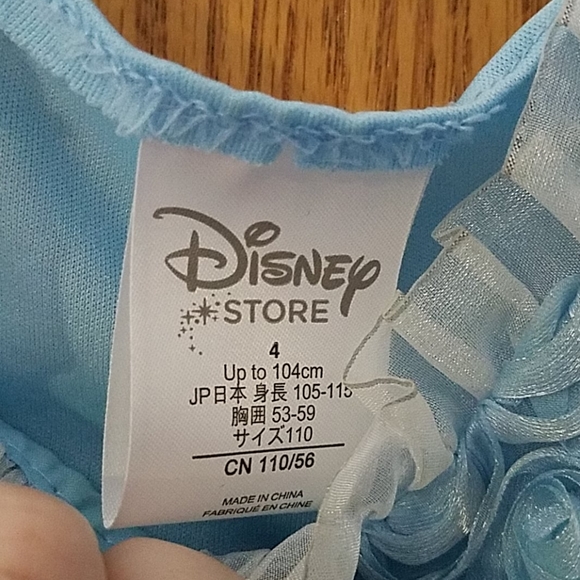 Disney
STORE
4
Up to 104cm
JP日本 身長 105-115
胸囲 53-59
サイズ110
CN 110/56
MADE IN CHINA
FABRIQUÉ EN CHINE